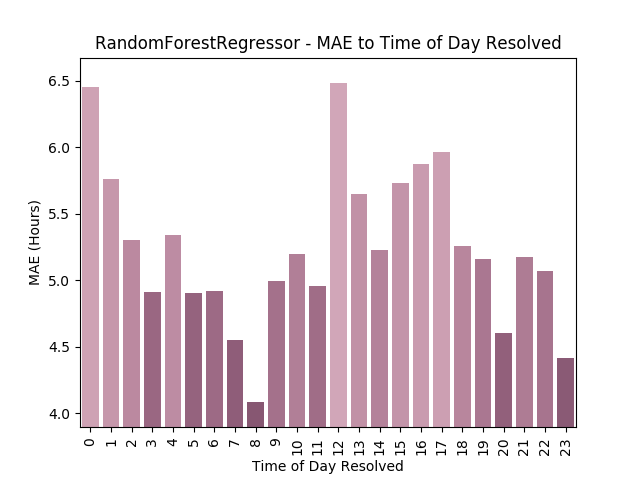 RandomForestRegressor - MAE to Time of Day Resolved
MAE (Hours)
6.5
6.0
5.5
5.0
4.5
4.0
0 1 2 3 4 5 6 7 8 9 10 11 12 13 14 15 16 17 18 19 20 21 22 23
Time of Day Resolved